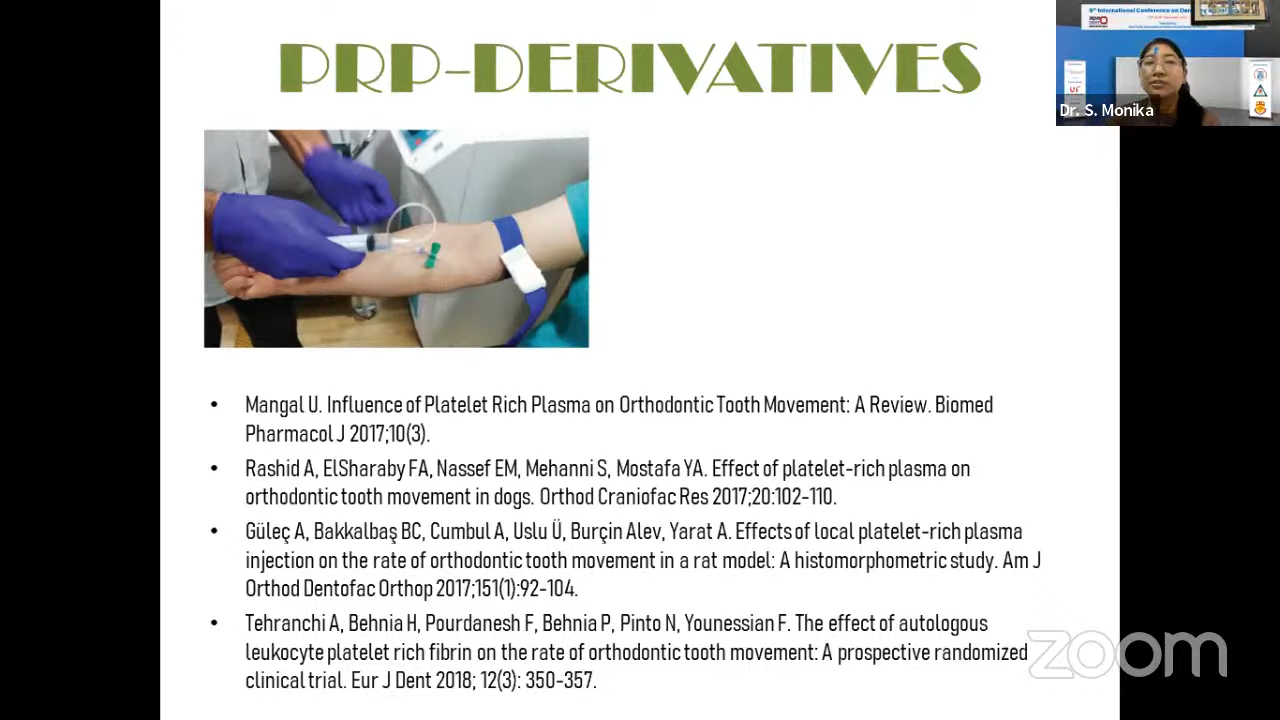 PRP-DERIVATIVES
Dr. S. Monika
• Mangal U. Influence of Platelet Rich Plasma on Orthodontic Tooth Movement: A Review. Biomed
Pharmacol J 2017;10(3).
• Rashid A, ElSharaby FA, Nassef EM, Mehanni S, Mostafa YA. Effect of platelet-rich plasma on
orthodontic tooth movement in dogs. Orthod Craniofac Res 2017;20:102-110.
• Güleç A, Bakkalbaş BC, Cumbul A, Uslu Ü, Burçin Alev, Yarat A. Effects of local platelet-rich plasma
injection on the rate of orthodontic tooth movement in a rat model: A histomorphometric study. Am J
Orthod Dentofac Orthop 2017;151(1):92-104.
• Tehranchi A, Behnia H, Pourdanesh F, Behnia P, Pinto N, Younessian F. The effect of autologous
leukocyte platelet rich fibrin on the rate of orthodontic tooth movement: A prospective randomized
clinical trial. Eur J Dent 2018; 12(3): 350-357.
zoom